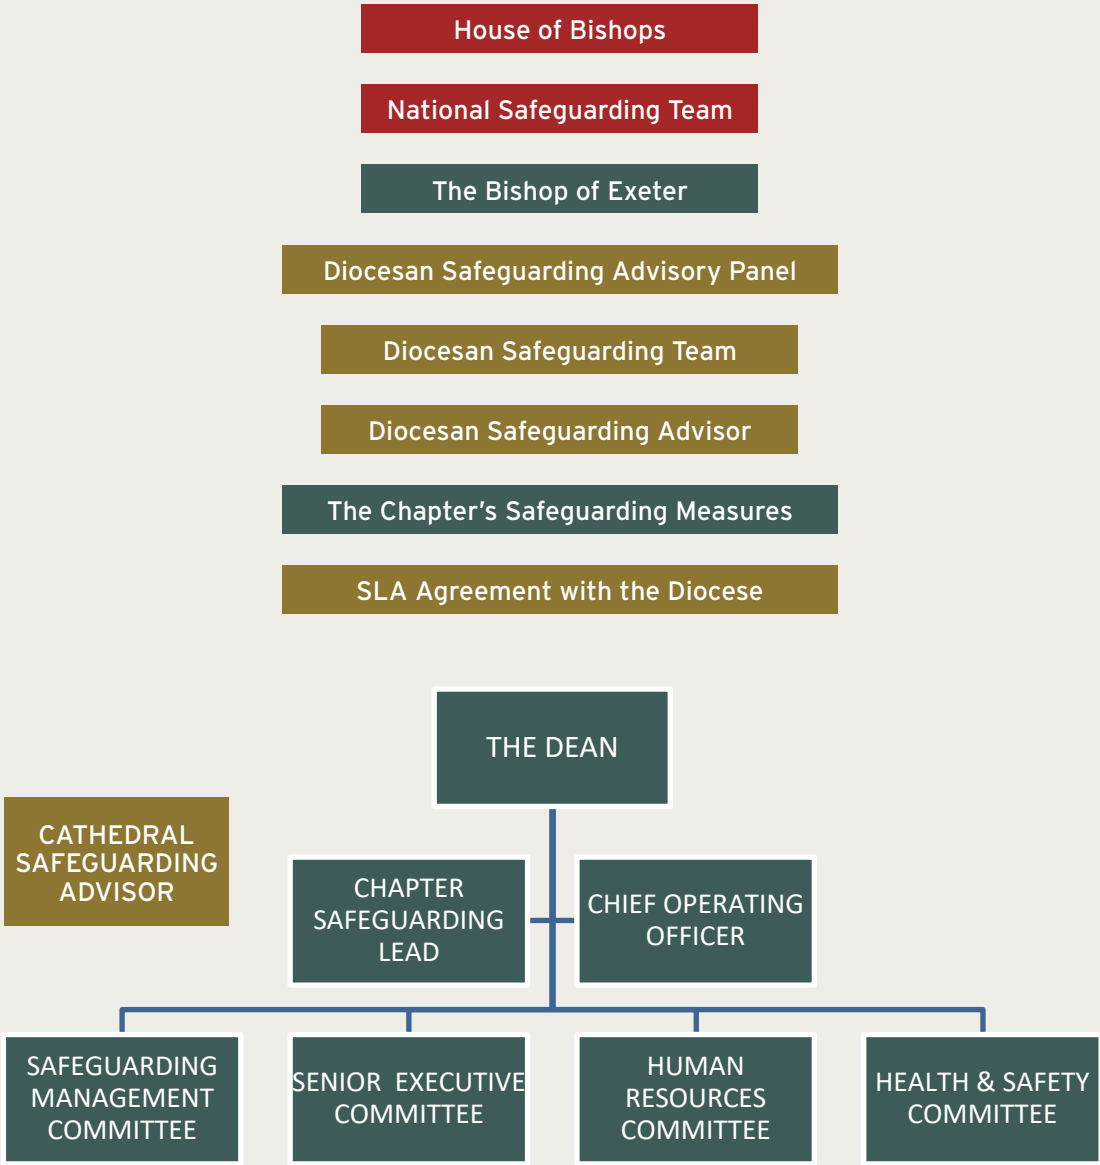 House of Bishops
National Safeguarding Team
The Bishop of Exeter
Diocesan Safeguarding Advisory Panel
Diocesan Safeguarding Team
Diocesan Safeguarding Advisor
The Chapter's Safeguarding Measures
SLA Agreement with the Diocese
THE DEAN
CATHEDRAL
SAFEGUARDING
ADVISOR
CHAPTER
SAFEGUARDING
LEAD
CHIEF OPERATING
OFFICER
SAFEGUARDING
MANAGEMENT
COMMITTEE
SENIOR EXECUTIVE
COMMITTEE
HUMAN
RESOURCES
COMMITTEE
HEALTH & SAFETY
COMMITTEE